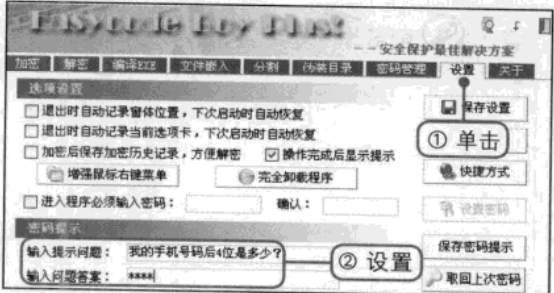 Easycode Boy Plus!
－－安全保护最佳解决方案
加密 解密 编译EXE 文件嵌入 分割 伪装目录 密码管理 设置 关于
选项设置
退出时自动记录窗体位置，下次启动时自动恢复
保存设置
退出时自动记录当前选项卡，下次启动时自动恢复
① 单击
加密后保存加密历史记录，方便解密 操作完成后显示提示
增强鼠标右键菜单 完全卸载程序 快捷方式
进入程序必须输入密码： 确认： 设置密码
密码提示
输入提示问题： 我的手机号码后4位是多少？ 保存密码提示
② 设置
输入问题答案： **** 取回上次密码